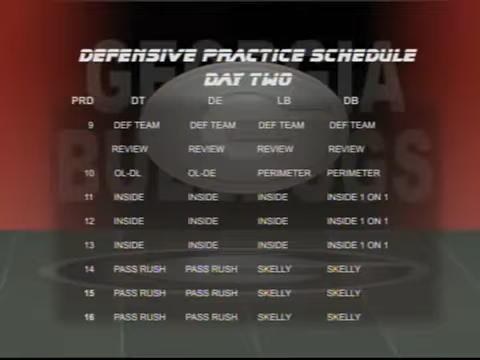 GEORGIA
BULLDOGS
DEFENSIVE PRACTICE SCHEDULE
DAY TWO
PRD DT DE LB DB
9 DEF TEAM DEF TEAM DEF TEAM DEF TEAM
REVIEW REVIEW REVIEW REVIEW
10 OL-DL OL-DE PERIMETER PERIMETER
11 INSIDE INSIDE INSIDE INSIDE 1 ON 1
12 INSIDE INSIDE INSIDE INSIDE 1 ON 1
13 INSIDE INSIDE INSIDE INSIDE 1 ON 1
14 PASS RUSH PASS RUSH SKELLY SKELLY
15 PASS RUSH PASS RUSH SKELLY SKELLY
16 PASS RUSH PASS RUSH SKELLY SKELLY